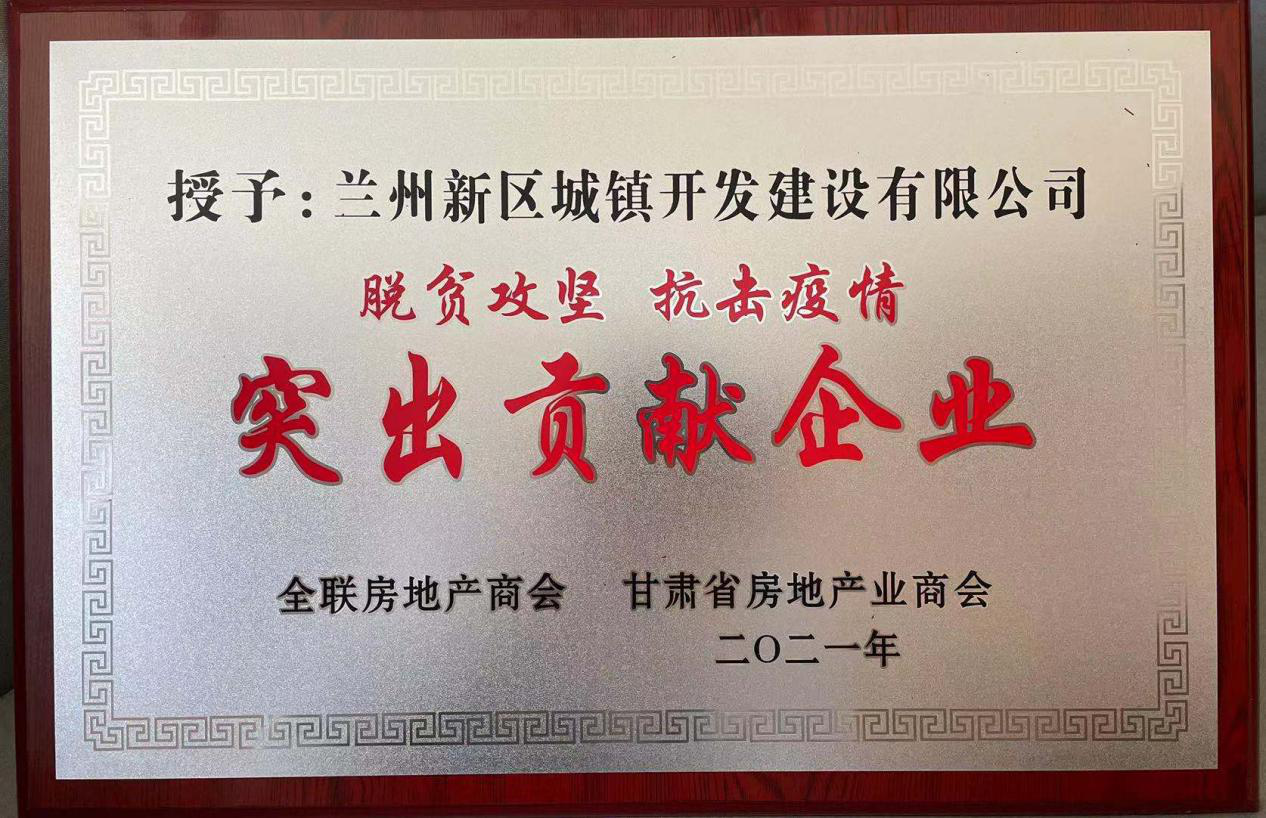 授予:兰州新区城镇开发建设有限公司
脱贫攻坚 抗击疫情
突出贡献企业
全联房地产商会 甘肃省房地产业商会
二〇二一年